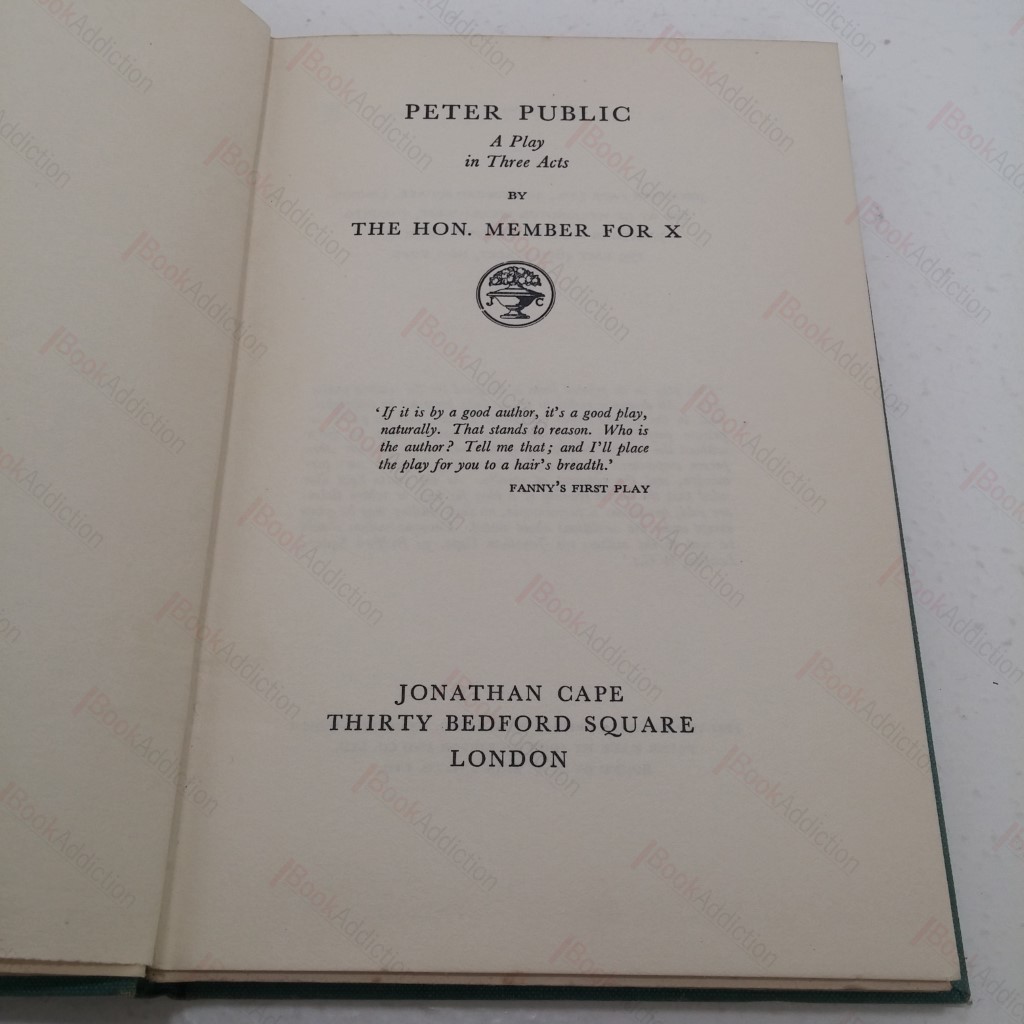 PETER PUBLIC
A Play
in Three Acts
BY
THE HON. MEMBER FOR X
J C
‘If it is by a good author, it's a good play,
naturally. That stands to reason. Who is
the author? Tell me that; and I'll place
the play for you to a hair's breadth.’
FANNY'S FIRST PLAY
JONATHAN CAPE
THIRTY BEDFORD SQUARE
LONDON
BookAddiction